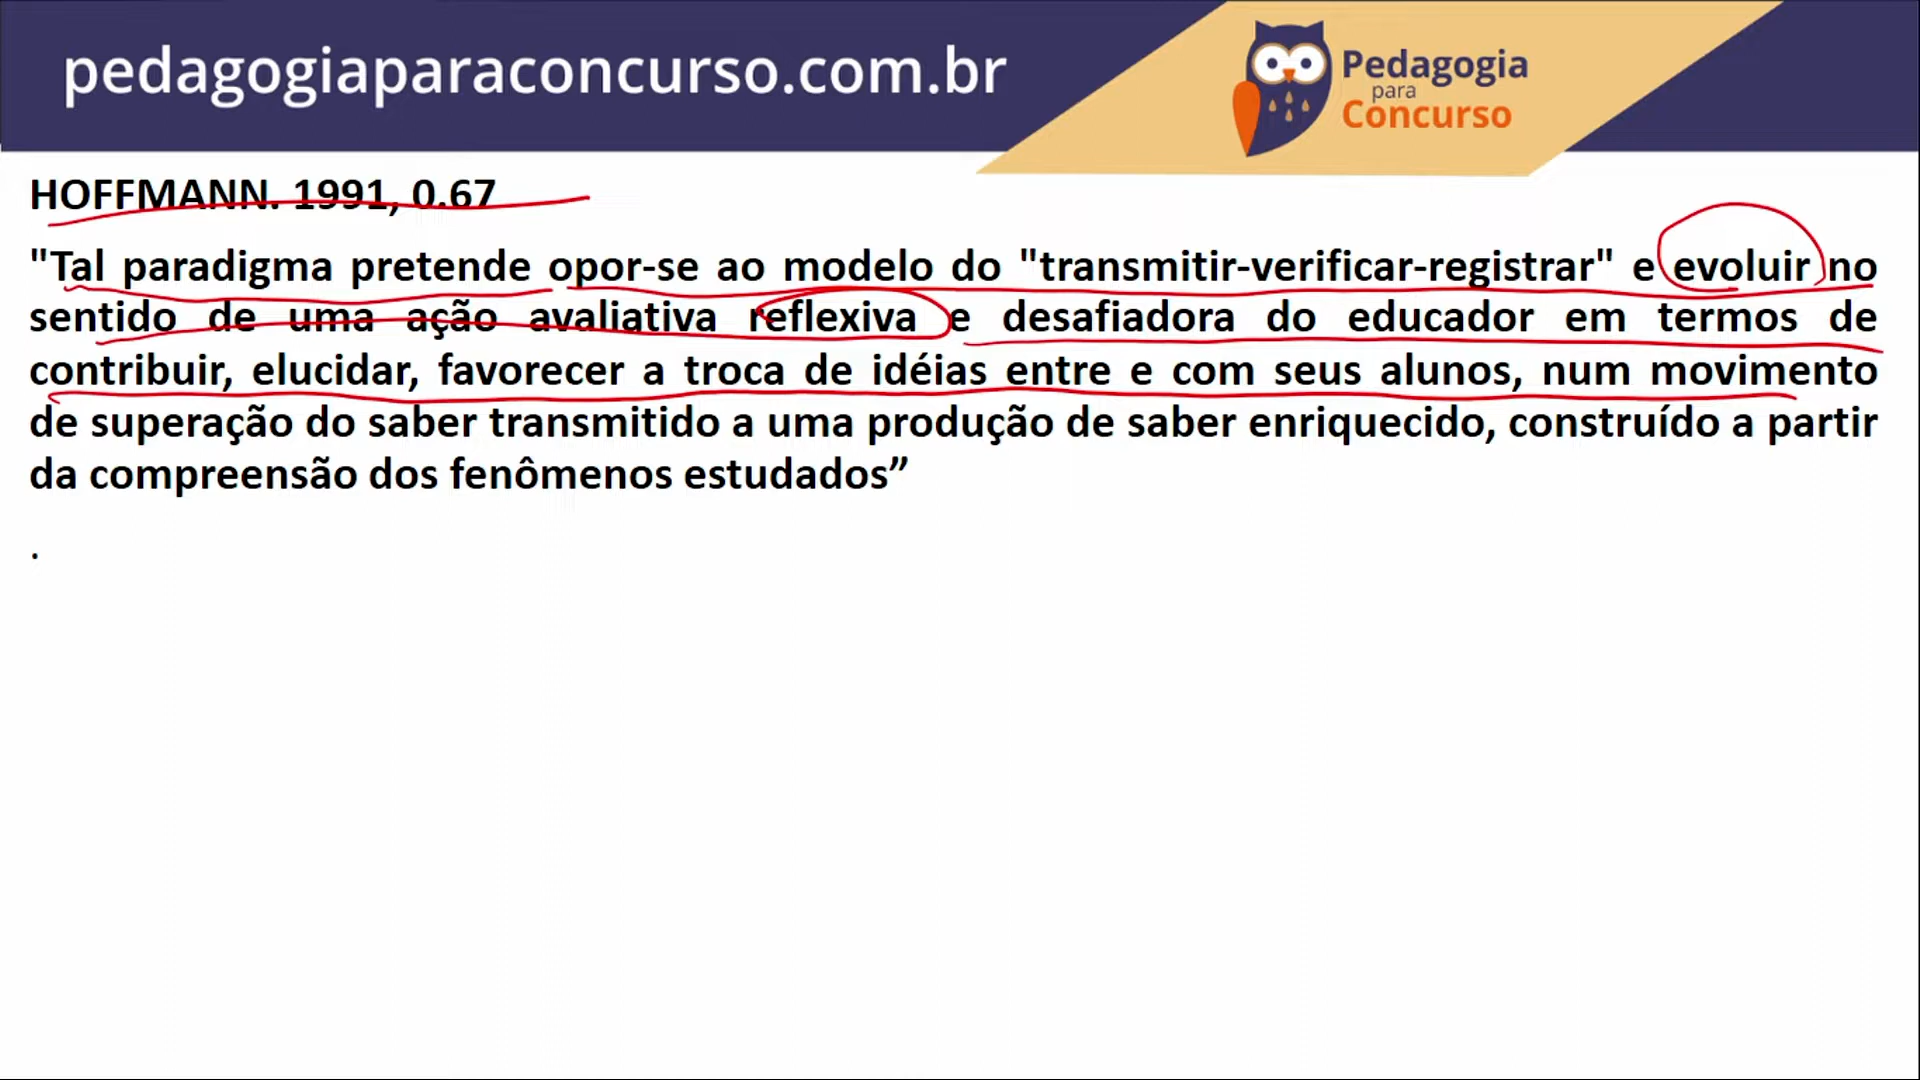 pedagogiaparaconcurso.com.br
Pedagogia
para
Concurso
HOFFMANN. 1991, 0.67
"Tal paradigma pretende opor-se ao modelo do "transmitir-verificar-registrar" e evoluir no
sentido de uma ação avaliativa reflexiva e desafiadora do educador em termos de
contribuir, elucidar, favorecer a troca de idéias entre e com seus alunos, num movimento
de superação do saber transmitido a uma produção de saber enriquecido, construído a partir
da compreensão dos fenômenos estudados”
.